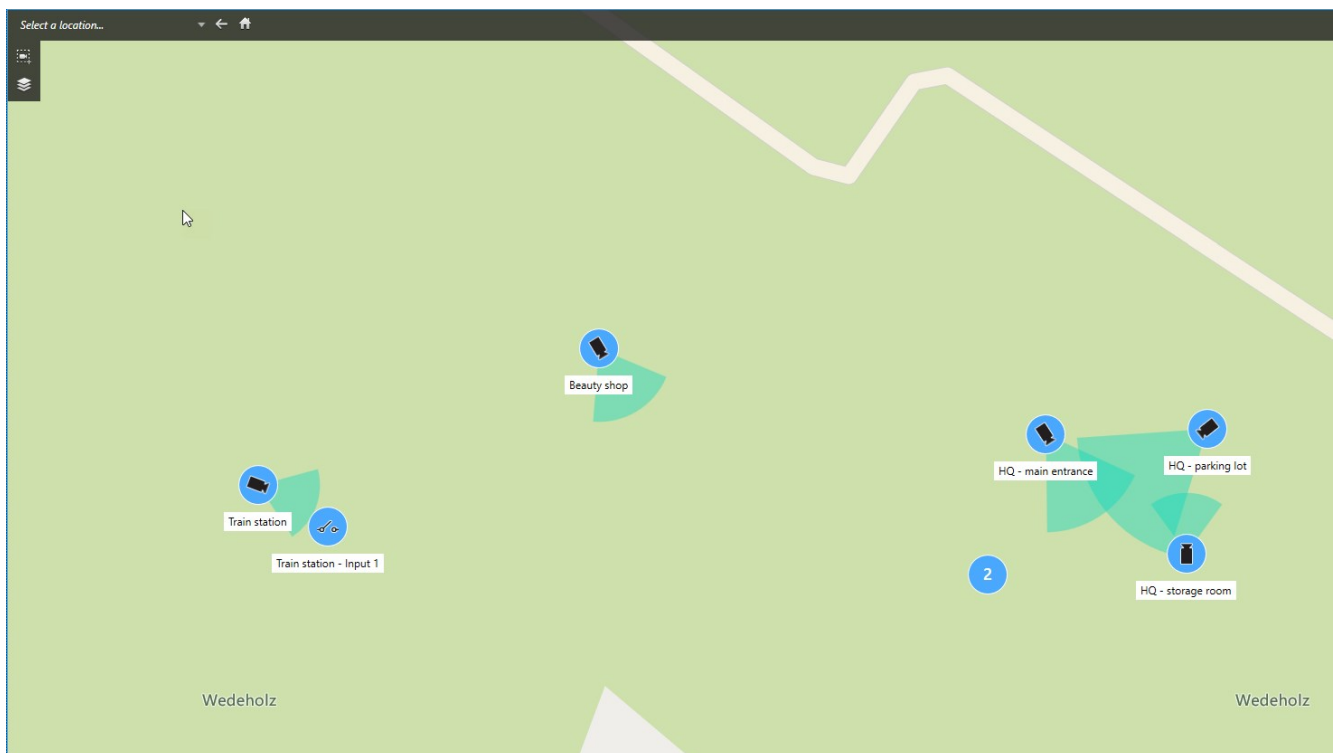 Select a location...
Beauty shop
HQ - main entrance
HQ - parking lot
Train station
Train station - Input 1
2
HQ - storage room
Wedeholz
Wedeholz